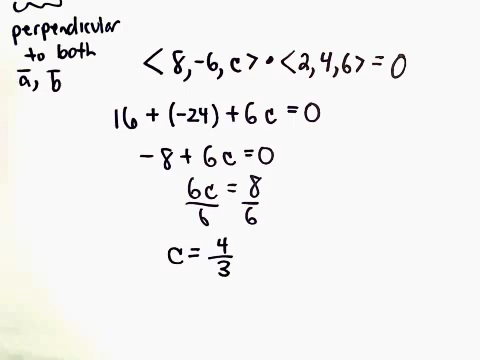 perpendicular
to both
a̅, b̅
< 8, -6, c > • < 2, 4, 6 > = 0
16 + (-24) + 6c = 0
-8 + 6c = 0
6c/6 = 8/6
c = 4/3